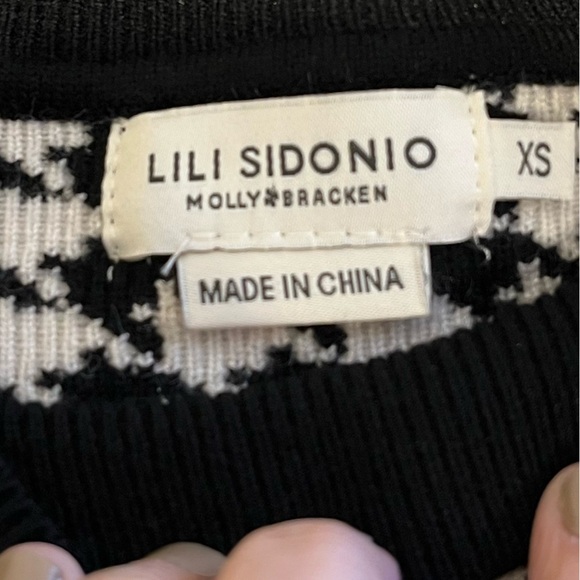 LILI SIDONIO
MOLLY BRACKEN
XS
MADE IN CHINA